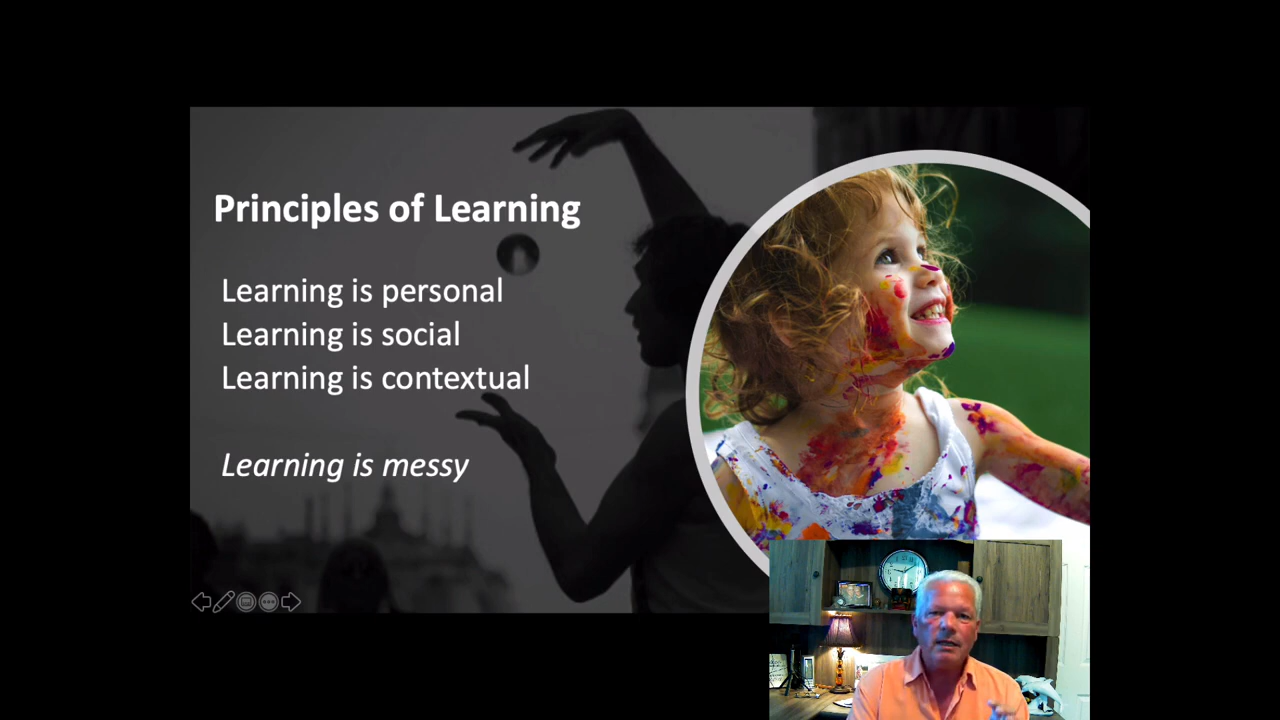 Principles of Learning
Learning is personal
Learning is social
Learning is contextual
Learning is messy